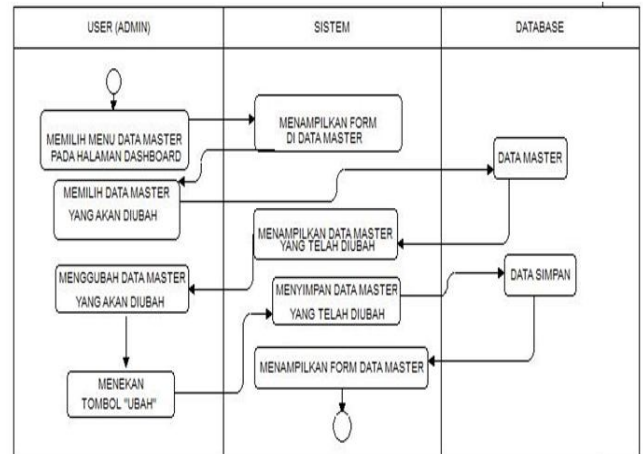 USER (ADMIN)
SISTEM
DATABASE
MEMILIH MENU DATA MASTER
PADA HALAMAN DASHBOARD
MENAMPILKAN FORM
DI DATA MASTER
MEMILIH DATA MASTER
YANG AKAN DIUBAH
DATA MASTER
MENAMPILKAN DATA MASTER
YANG TELAH DIUBAH
MENGGUBAH DATA MASTER
YANG AKAN DIUBAH
MENYIMPAN DATA MASTER
YANG TELAH DIUBAH
DATA SIMPAN
MENEKAN
TOMBOL "UBAH"
MENAMPILKAN FORM DATA MASTER